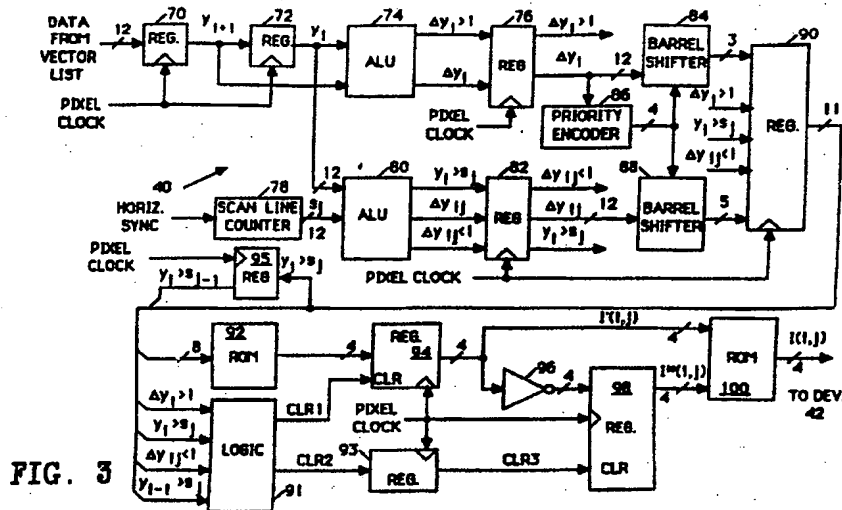 DATA FROM VECTOR LIST
12
70
REG.
y i+1
72
REG.
y i
74
ALU
Δy i >1
Δy i
76
REG
Δy i >1
Δy i
12
84
BARREL SHIFTER
3
90
REG.
11
PIXEL CLOCK
PIXEL CLOCK
PRIORITY ENCODER
86
4
Δy i >1
y i >s j
Δy ij <1
40
HORIZ. SYNC
78
SCAN LINE COUNTER
s j
12
12
80
ALU
y i >s j
Δy ij
Δy ij <1
82
REG
Δy ij <1
Δy ij
12
y i >s j
88
BARREL SHIFTER
5
PIXEL CLOCK
95
REG
y i >s j
y i >s j-1
PIXEL CLOCK
8
92
ROM
4
REG.
94
CLR
4
I'(i,j)
4
ROM
100
I(i,j)
4
TO DEV.
42
96
4
98
REG.
CLR
I"(i,j)
4
Δy i >1
y i >s j
Δy ij <1
y i-1 >s j
LOGIC
91
CLR1
CLR2
PIXEL CLOCK
93
REG.
CLR3
FIG. 3